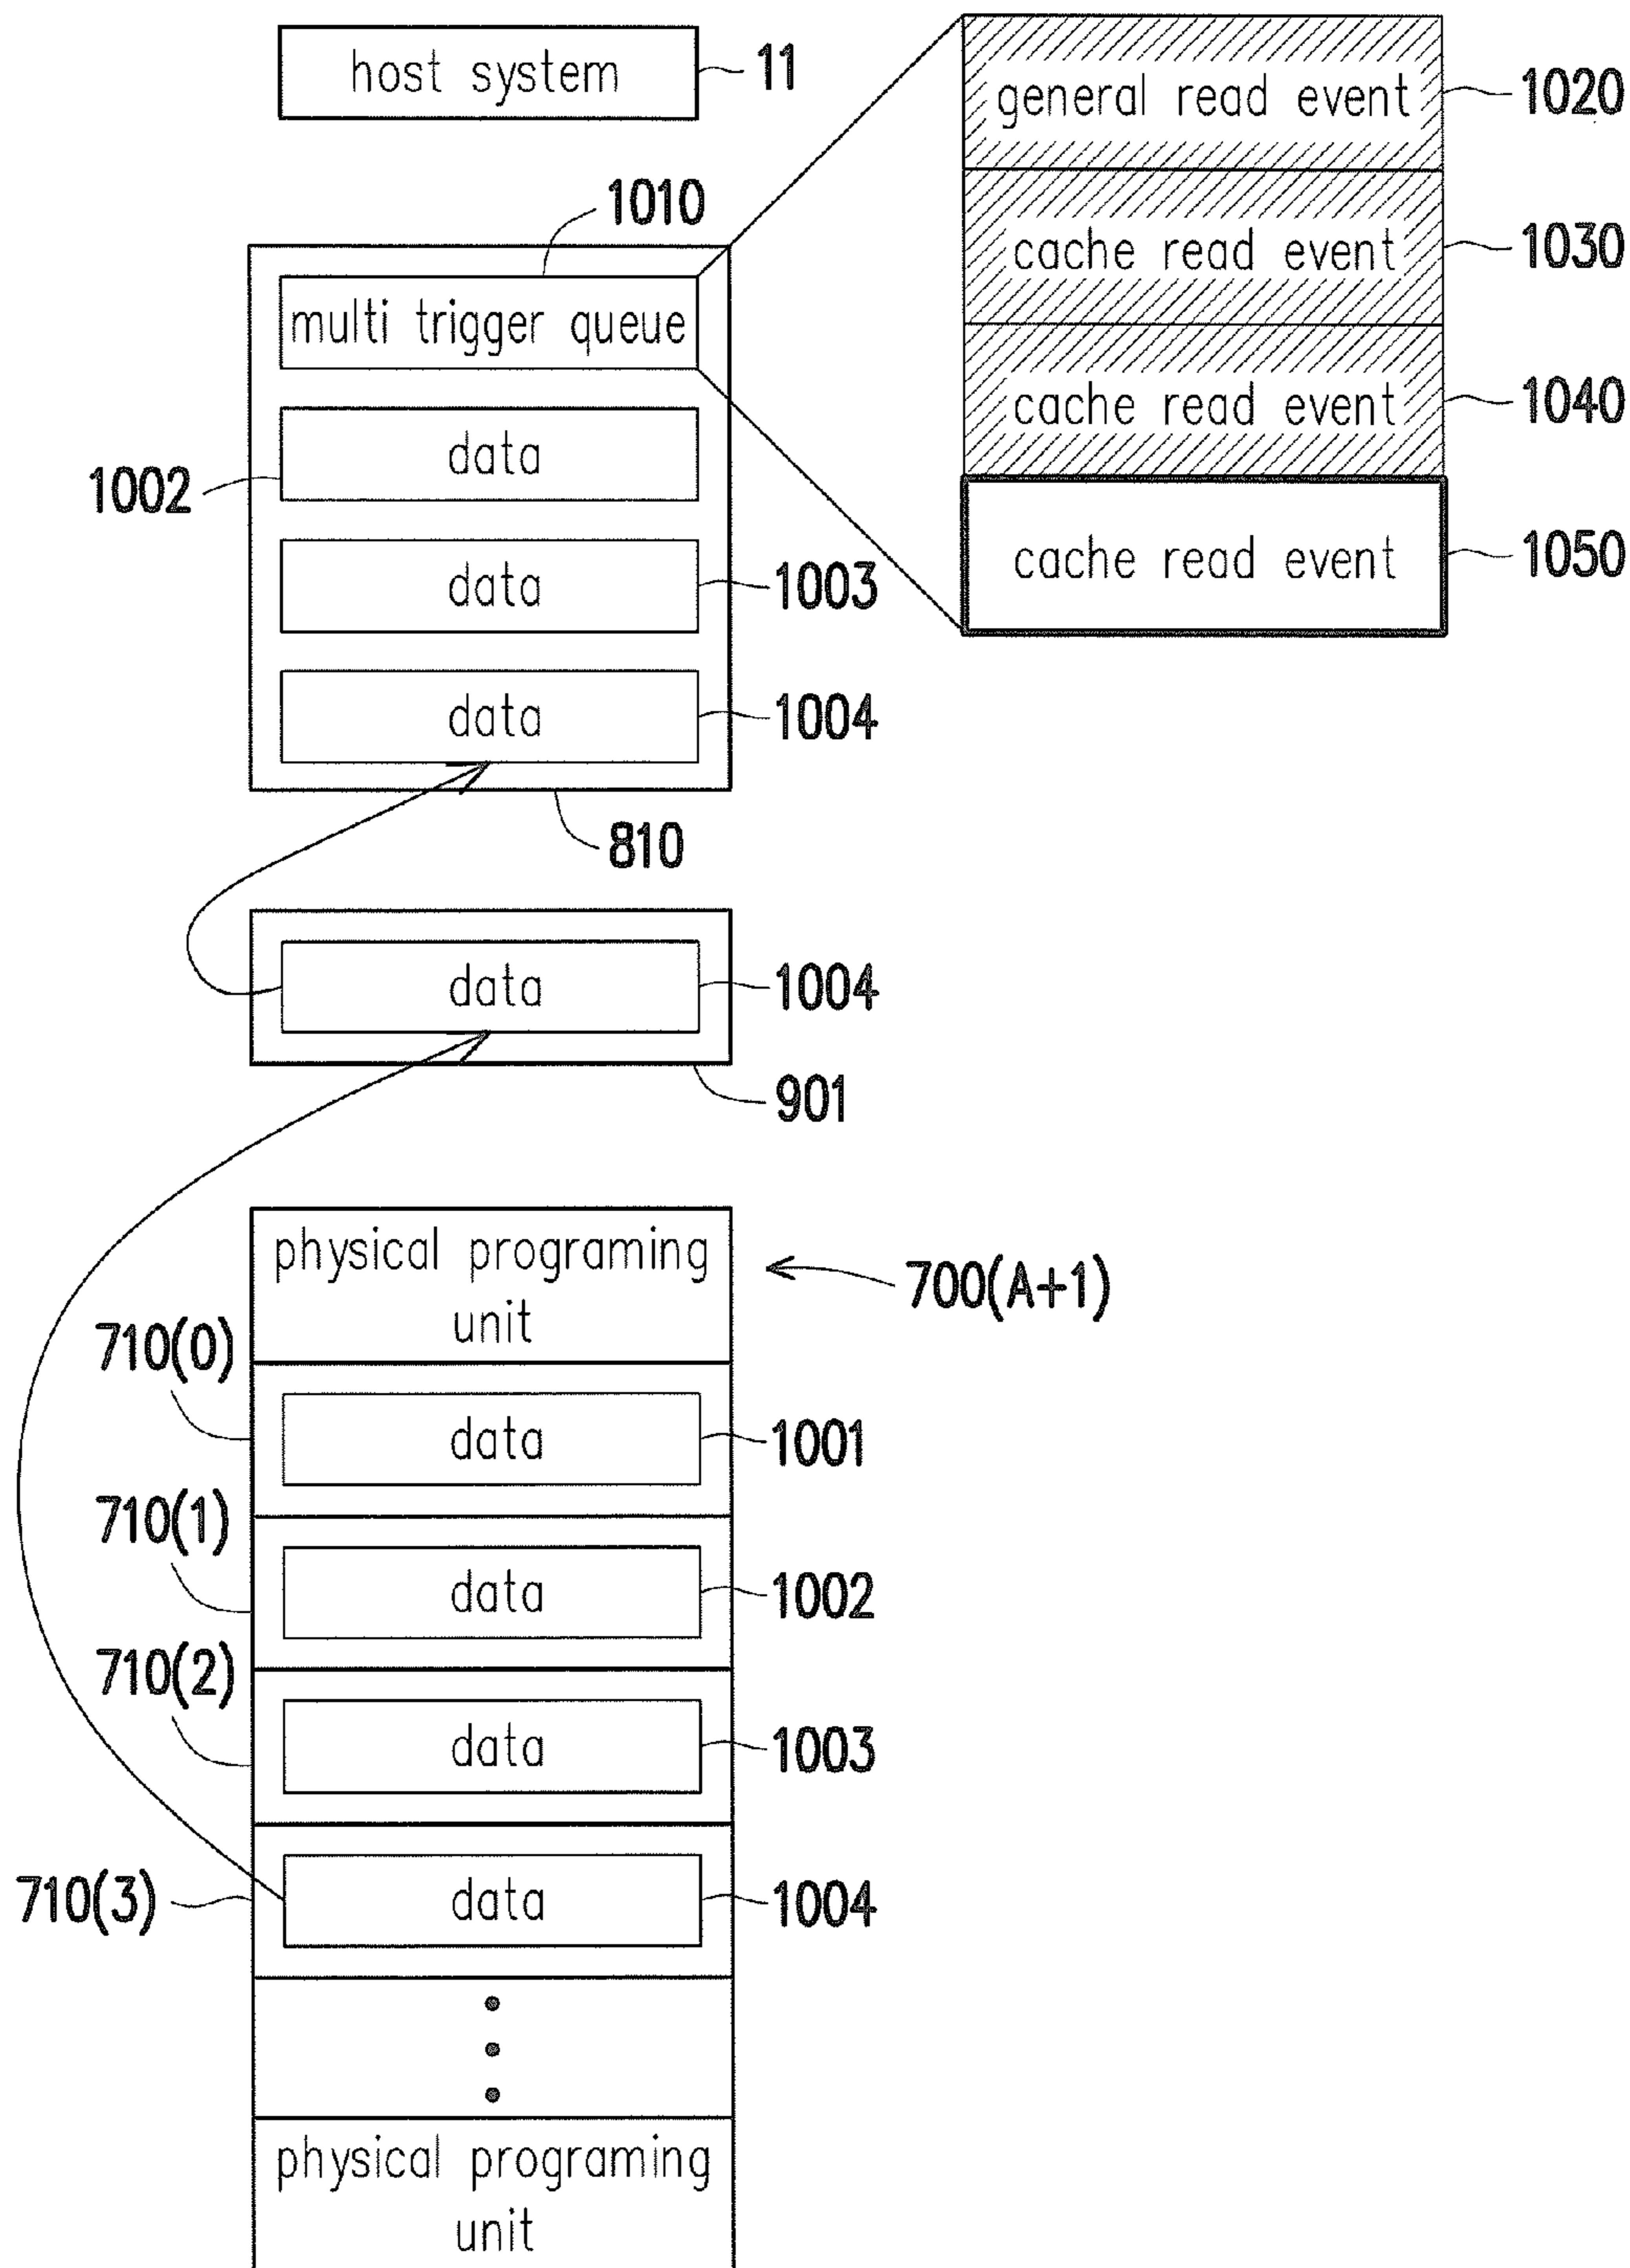 host system
11
general read event
1020
1010
cache read event
1030
multi trigger queue
cache read event
1040
data
1002
cache read event
1050
data
1003
data
1004
810
data
1004
901
physical programing
unit
700(A+1)
710(0)
data
1001
710(1)
data
1002
710(2)
data
1003
710(3)
data
1004
physical programing
unit